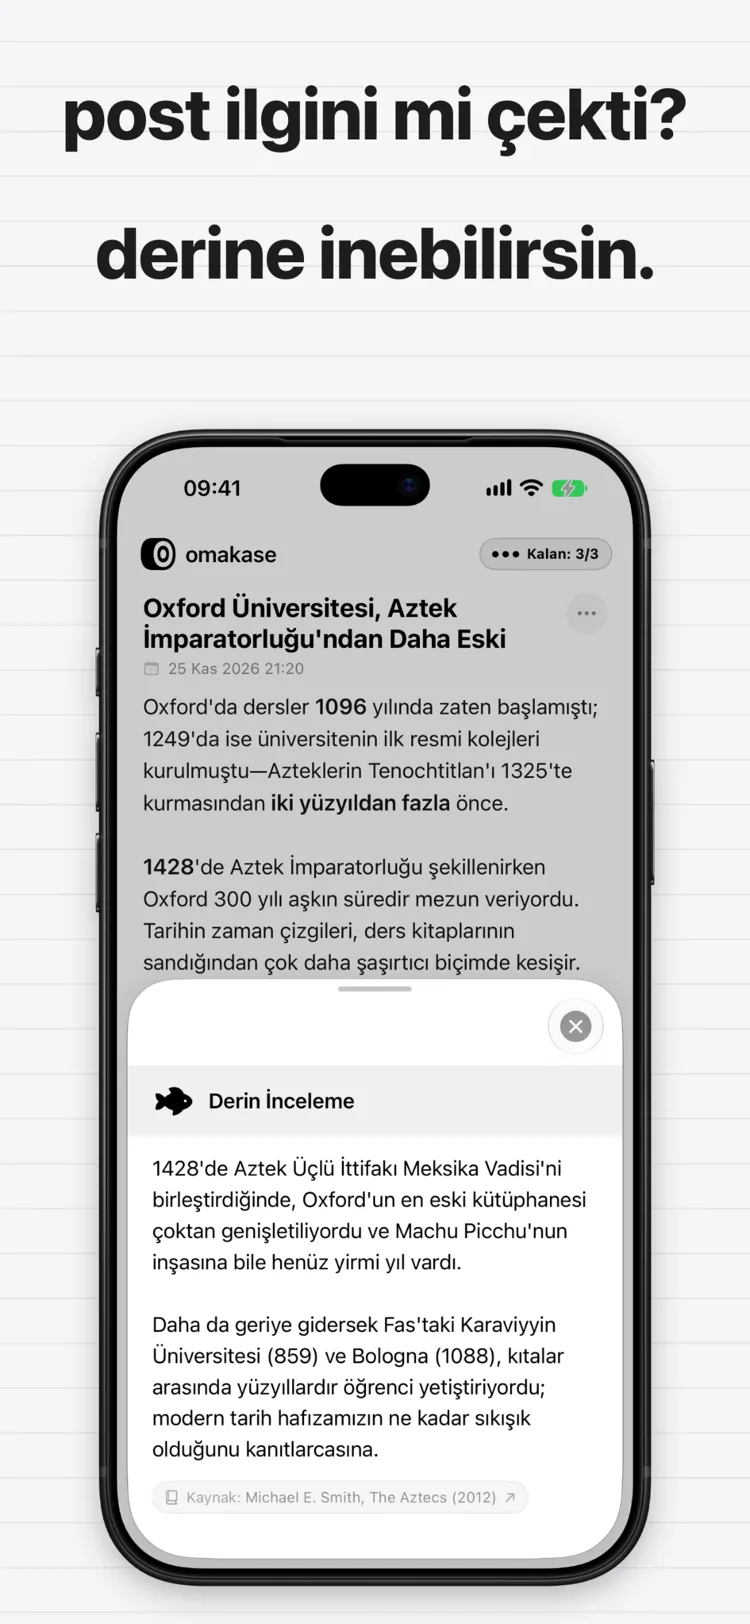 post ilgini mi çekti?
derine inebilirsin.
09:41
omakase
Kalan: 3/3
Oxford Üniversitesi, Aztek
İmparatorluğu'ndan Daha Eski
25 Kas 2026 21:20
Oxford'da dersler 1096 yılında zaten başlamıştı;
1249'da ise üniversitenin ilk resmi kolejleri
kurulmuştu—Azteklerin Tenochtitlan'ı 1325'te
kurmasından iki yüzyıldan fazla önce.
1428'de Aztek İmparatorluğu şekillenirken
Oxford 300 yılı aşkın süredir mezun veriyordu.
Tarihin zaman çizgileri, ders kitaplarının
sandığından çok daha şaşırtıcı biçimde kesişir.
Derin İnceleme
1428'de Aztek Üçlü İttifakı Meksika Vadisi'ni
birleştirdiğinde, Oxford'un en eski kütüphanesi
çoktan genişletiliyordu ve Machu Picchu'nun
inşasına bile henüz yirmi yıl vardı.
Daha da geriye gidersek Fas'taki Karaviyyin
Üniversitesi (859) ve Bologna (1088), kıtalar
arasında yüzyıllardır öğrenci yetiştiriyordu;
modern tarih hafızamızın ne kadar sıkışık
olduğunu kanıtlarcasına.
Kaynak: Michael E. Smith, The Aztecs (2012)